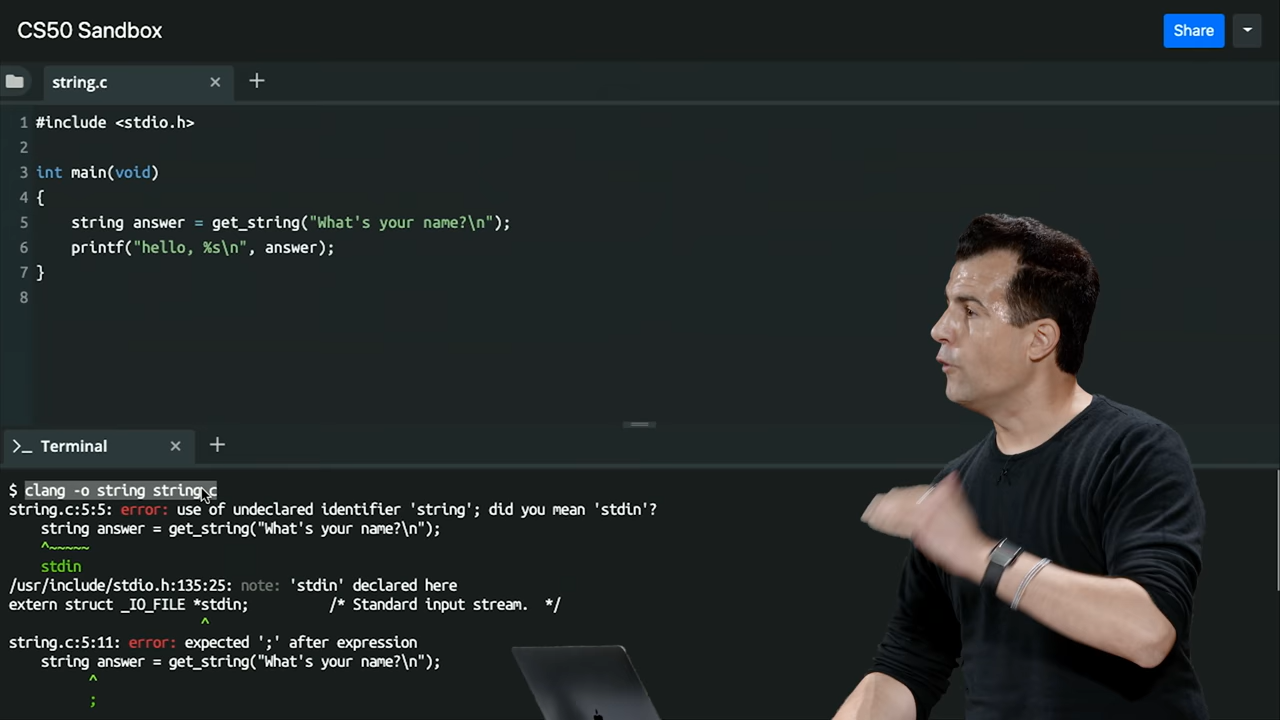 CS50 Sandbox
Share
string.c × +
1 #include <stdio.h>
2
3 int main(void)
4 {
5     string answer = get_string("What's your name?\n");
6     printf("hello, %s\n", answer);
7 }
8
>_ Terminal × +
$ clang -o string string.c
string.c:5:5: error: use of undeclared identifier 'string'; did you mean 'stdin'?
    string answer = get_string("What's your name?\n");
    ^~~~~~
    stdin
/usr/include/stdio.h:135:25: note: 'stdin' declared here
extern struct _IO_FILE *stdin;          /* Standard input stream.  */
                        ^
string.c:5:11: error: expected ';' after expression
    string answer = get_string("What's your name?\n");
          ^
          ;